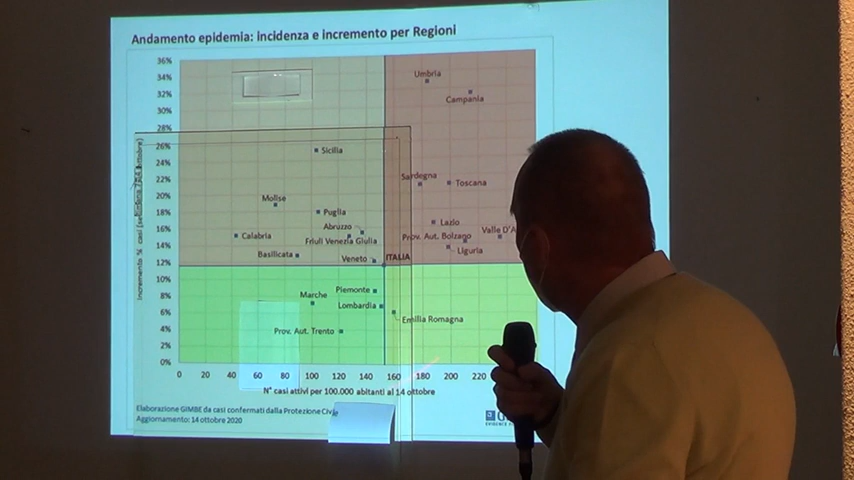 Andamento epidemia: incidenza e incremento per Regioni
36%
34%
32%
30%
28%
26%
24%
22%
20%
18%
16%
14%
12%
10%
8%
6%
4%
2%
0%
Incremento % casi
Umbria
Campania
Sicilia
Sardegna
Toscana
Molise
Puglia
Lazio
Abruzzo
Calabria
Friuli Venezia Giulia
Prov. Aut. Bolzano
Valle D'A
Liguria
Basilicata
Veneto
ITALIA
Piemonte
Marche
Lombardia
Emilia Romagna
Prov. Aut. Trento
0 20 40 60 80 100 120 140 160 180 200 220
N° casi attivi per 100.000 abitanti al 14 ottobre
Elaborazione GIMBE da casi confermati dalla Protezione Civile
Aggiornamento: 14 ottobre 2020